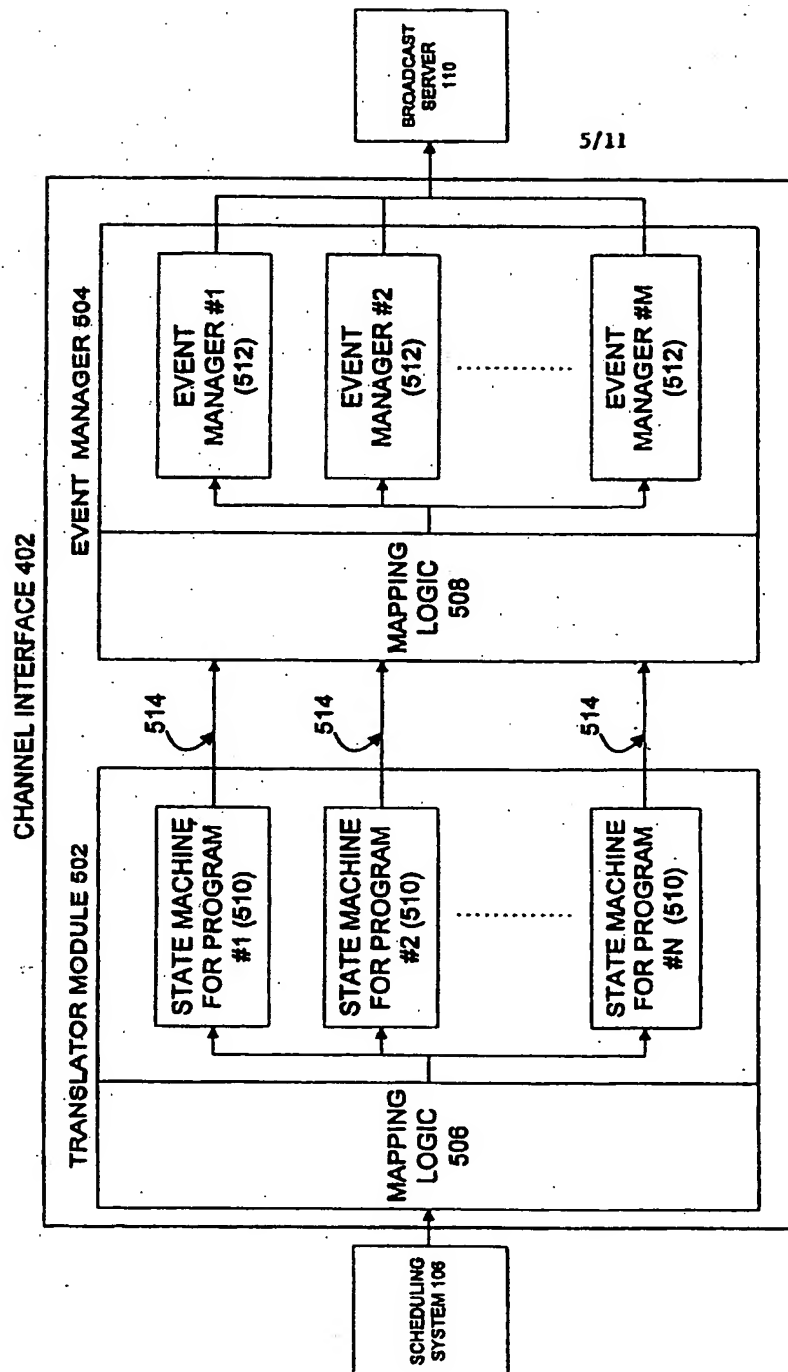 5/11
CHANNEL INTERFACE 402
TRANSLATOR MODULE 502
EVENT MANAGER 504
SCHEDULING
SYSTEM 106
MAPPING
LOGIC
506
STATE MACHINE
FOR PROGRAM
#1 (510)
STATE MACHINE
FOR PROGRAM
#2 (510)
STATE MACHINE
FOR PROGRAM
#N (510)
514
514
514
MAPPING
LOGIC
508
EVENT
MANAGER #1
(512)
EVENT
MANAGER #2
(512)
EVENT
MANAGER #M
(512)
BROADCAST
SERVER
110